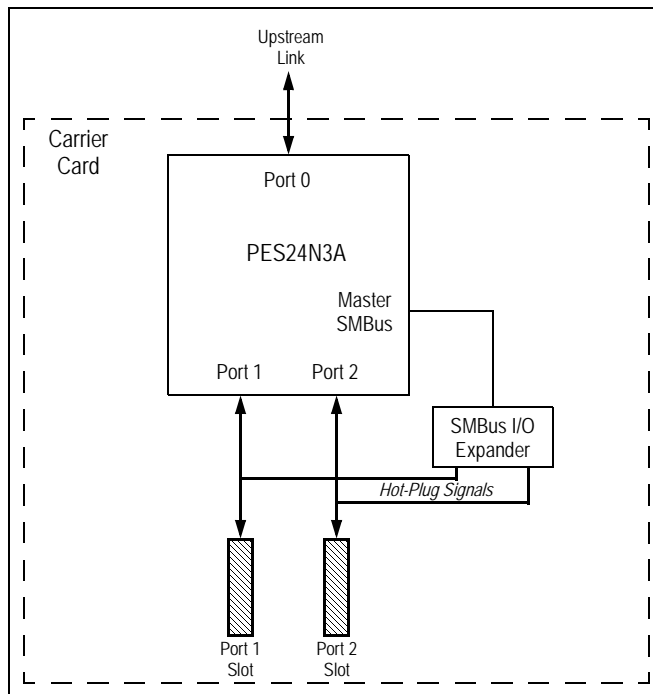 Upstream
Link
Carrier
Card
Port 0
PES24N3A
Master
SMBus
Port 1
Port 2
SMBus I/O
Expander
Hot-Plug Signals
Port 1
Slot
Port 2
Slot